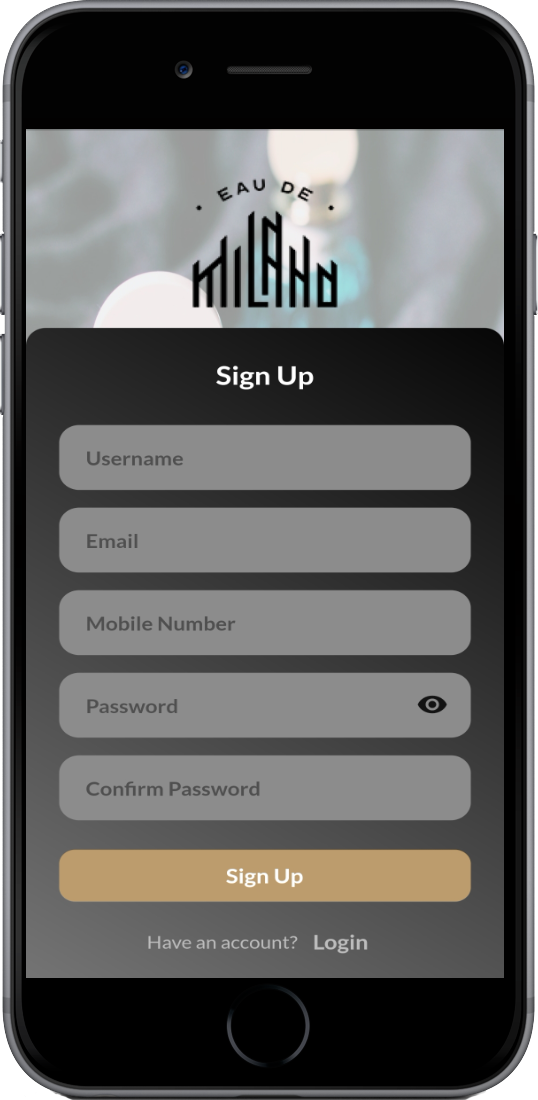 • EAU DE •
MILANO
Sign Up
Username
Email
Mobile Number
Password
Confirm Password
Sign Up
Have an account? Login